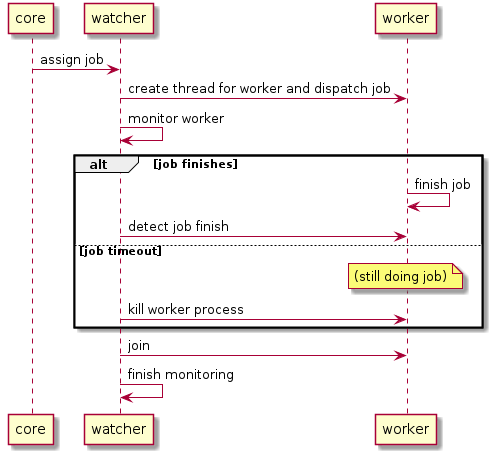 core watcher worker
assign job
create thread for worker and dispatch job
monitor worker
alt [job finishes]
finish job
detect job finish
[job timeout]
(still doing job)
kill worker process
join
finish monitoring
core watcher worker